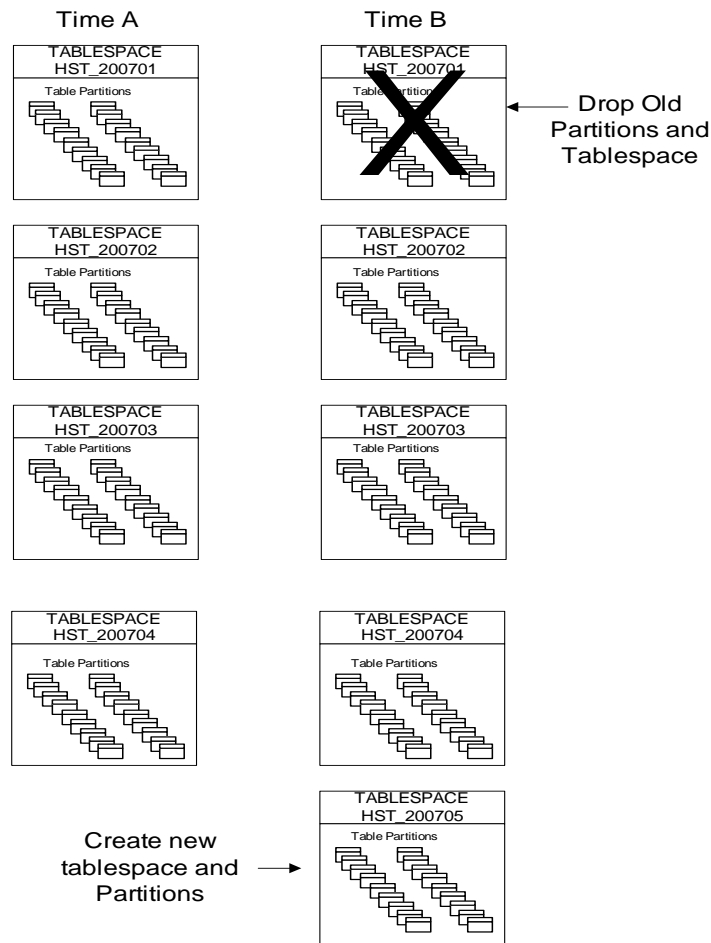 Time A
Time B
TABLESPACE
HST_200701
Table Partitions
TABLESPACE
HST_200701
Table Partitions
Drop Old
Partitions and
Tablespace
TABLESPACE
HST_200702
Table Partitions
TABLESPACE
HST_200702
Table Partitions
TABLESPACE
HST_200703
Table Partitions
TABLESPACE
HST_200703
Table Partitions
TABLESPACE
HST_200704
Table Partitions
TABLESPACE
HST_200704
Table Partitions
Create new
tablespace and
Partitions
TABLESPACE
HST_200705
Table Partitions